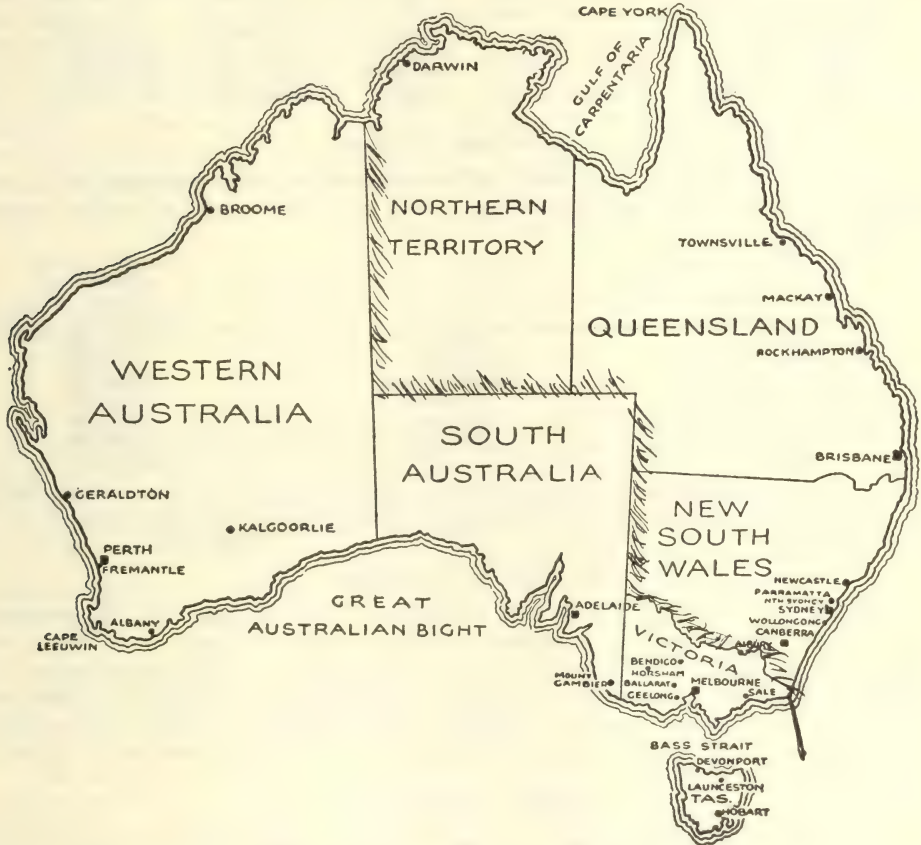 CAPE YORK
DARWIN
GULF OF
CARPENTARIA
BROOME
NORTHERN
TERRITORY
TOWNSVILLE
MACKAY
QUEENSLAND
ROCKHAMPTON
WESTERN
AUSTRALIA
SOUTH
AUSTRALIA
BRISBANE
GERALDTON
KALGOORLIE
NEW
SOUTH
WALES
PERTH
FREMANTLE
NEWCASTLE
PARRAMATTA
NTH SYDNEY
SYDNEY
WOLLONGONG
CANBERRA
ALBURY
GREAT
AUSTRALIAN BIGHT
ADELAIDE
ALBANY
CAPE
LEEUWIN
VICTORIA
BENDIGO
HORSHAM
MOUNT
GAMBIER
BALLARAT
MELBOURNE
GEELONG
SALE
BASS STRAIT
DEVONPORT
LAUNCESTON
TAS.
HOBART